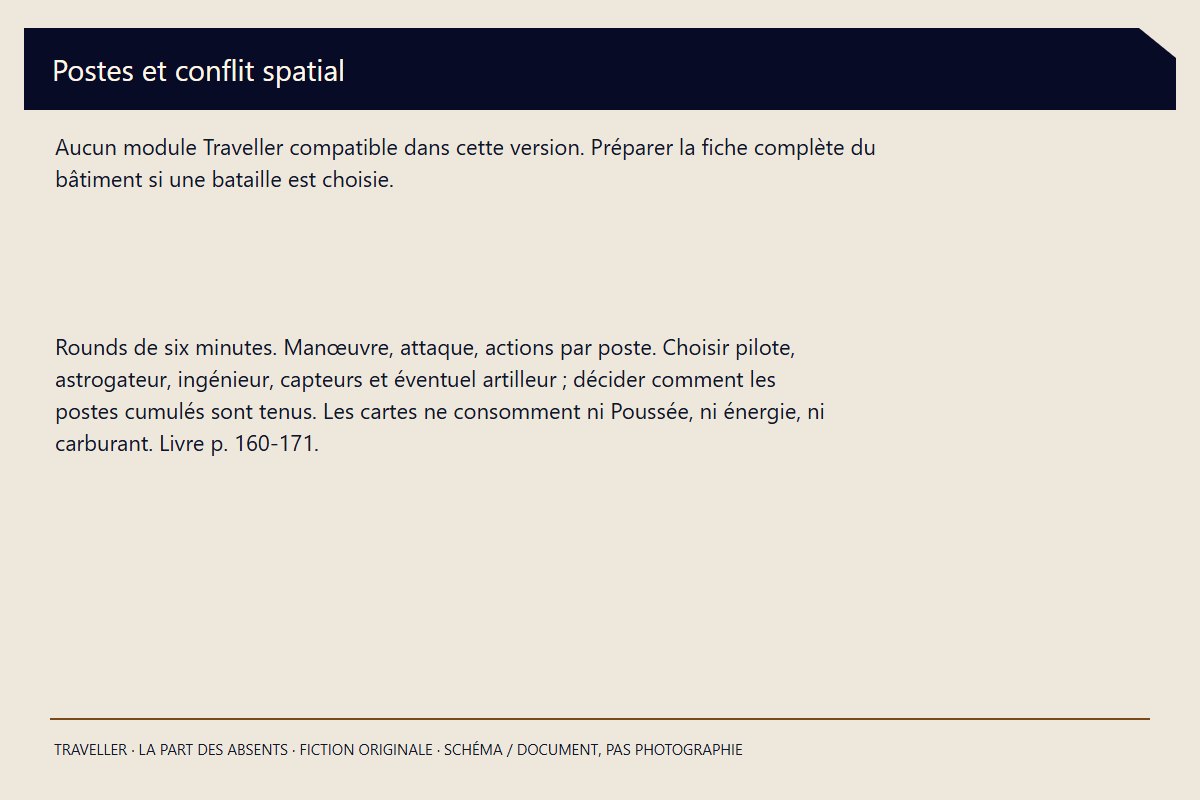 Postes et conflit spatial
Aucun module Traveller compatible dans cette version. Préparer la fiche complète du
bâtiment si une bataille est choisie.
Rounds de six minutes. Manœuvre, attaque, actions par poste. Choisir pilote,
astrogateur, ingénieur, capteurs et éventuel artilleur ; décider comment les
postes cumulés sont tenus. Les cartes ne consomment ni Poussée, ni énergie, ni
carburant. Livre p. 160-171.
TRAVELLER · LA PART DES ABSENTS · FICTION ORIGINALE · SCHÉMA / DOCUMENT, PAS PHOTOGRAPHIE